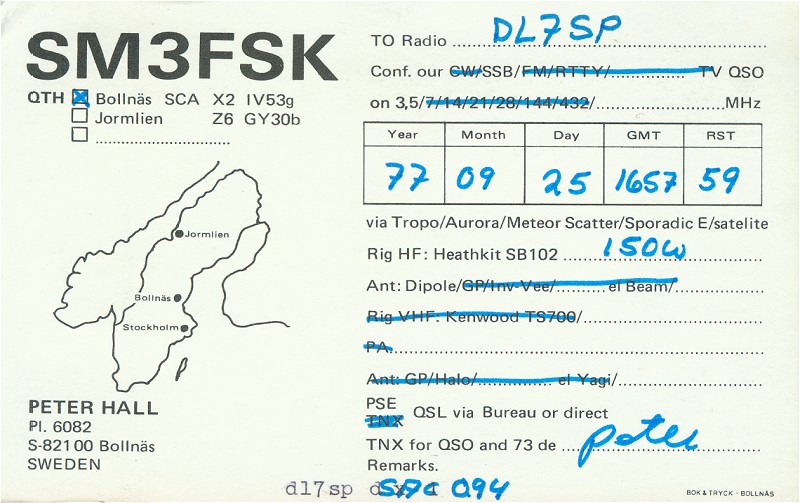 SM3FSK
QTH Bollnäs SCA X2 IV53g
Jormlien Z6 GY30b
Jormlien
Bollnäs
Stockholm
PETER HALL
Pl. 6082
S-82100 Bollnäs
SWEDEN
TO Radio DL7SP
Conf. our CW/SSB/FM/RTTY/ TV QSO
on 3,5/7/14/21/28/144/432/ MHz
Year Month Day GMT RST
77 09 25 1657 59
via Tropo/Aurora/Meteor Scatter/Sporadic E/satelite
Rig HF: Heathkit SB102 150W
Ant: Dipole/GP/Inv-Vee/ el Beam/
Rig VHF: Kenwood TS700/
PA.
Ant: GP/Halo/ el Yagi/
PSE
TNX QSL via Bureau or direct
TNX for QSO and 73 de Peter
Remarks.
dl7sp 094
BOK & TRYCK - BOLLNÄS